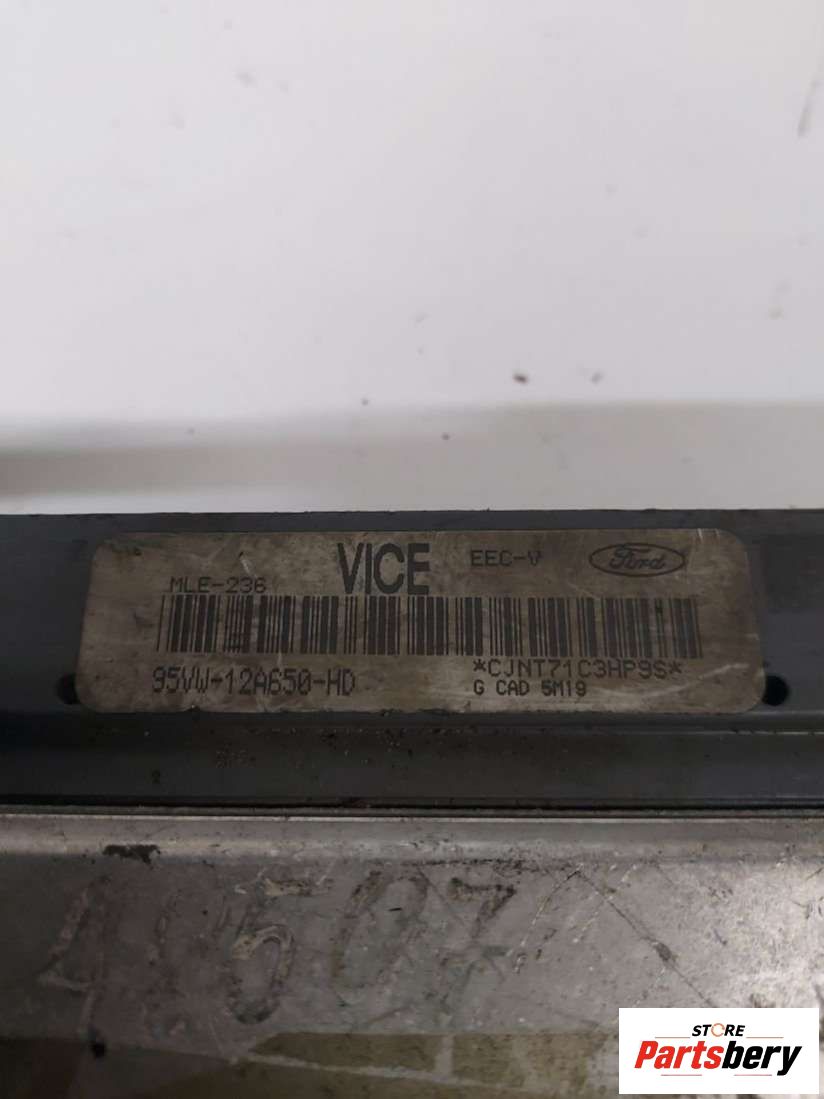 VICE EEC-V Ford
MLE-236
95VW-12A650-HD *CJNT71C3HP9S*
G CAD 5M19
STORE
Partsbery